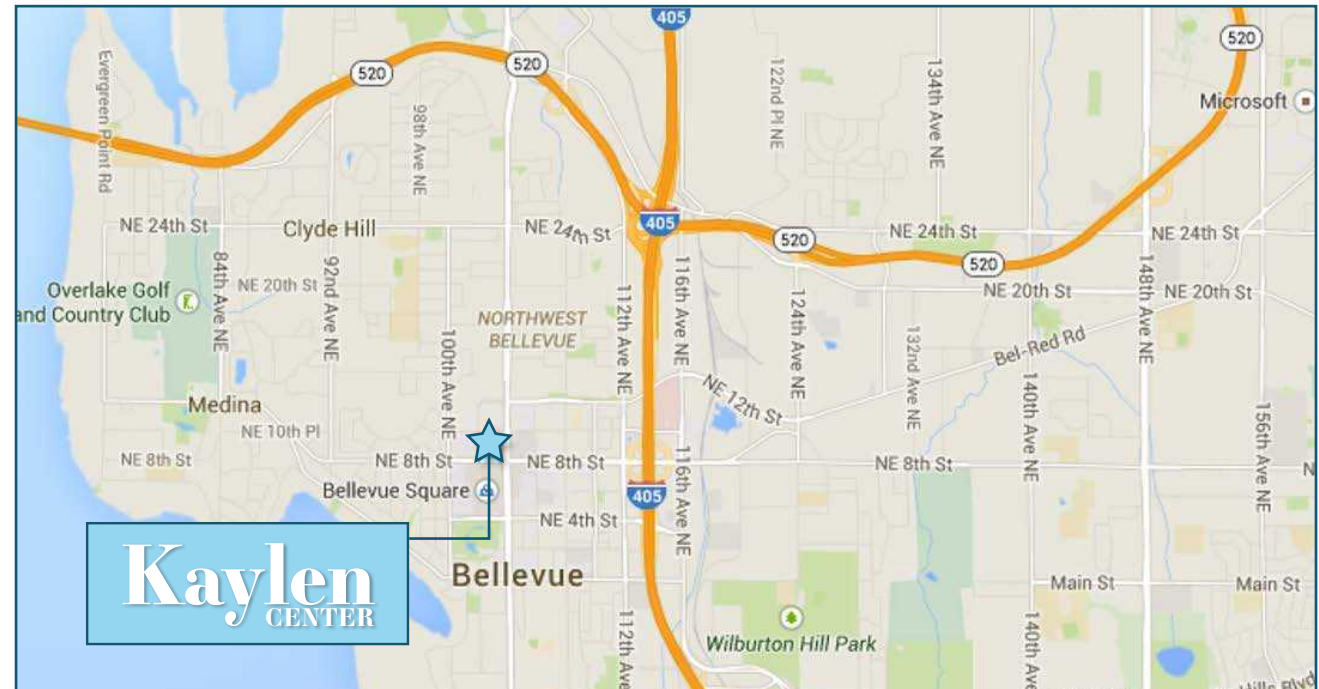 405
520
520
520
Microsoft
Evergreen Point Rd
98th Ave NE
122nd Pl NE
134th Ave NE
NE 24th St
Clyde Hill
NE 24th St
405
520
NE 24th St
NE 24th St
520
Overlake Golf
and Country Club
84th Ave NE
NE 20th St
92nd Ave NE
NORTHWEST
BELLEVUE
112th Ave NE
116th Ave NE
124th Ave NE
NE 20th St
148th Ave NE
NE 20th St
100th Ave NE
132nd Ave NE
Bel-Red Rd
Medina
NE 12th St
140th Ave NE
NE 10th Pl
156th Ave NE
NE 8th St
NE 8th St
NE 8th St
116th Ave NE
NE 8th St
N
Bellevue Square
405
NE 4th St
Kaylen
CENTER
Bellevue
Main St
Main St
112th Ave
Wilburton Hill Park
140th Ave
Hills Blvd